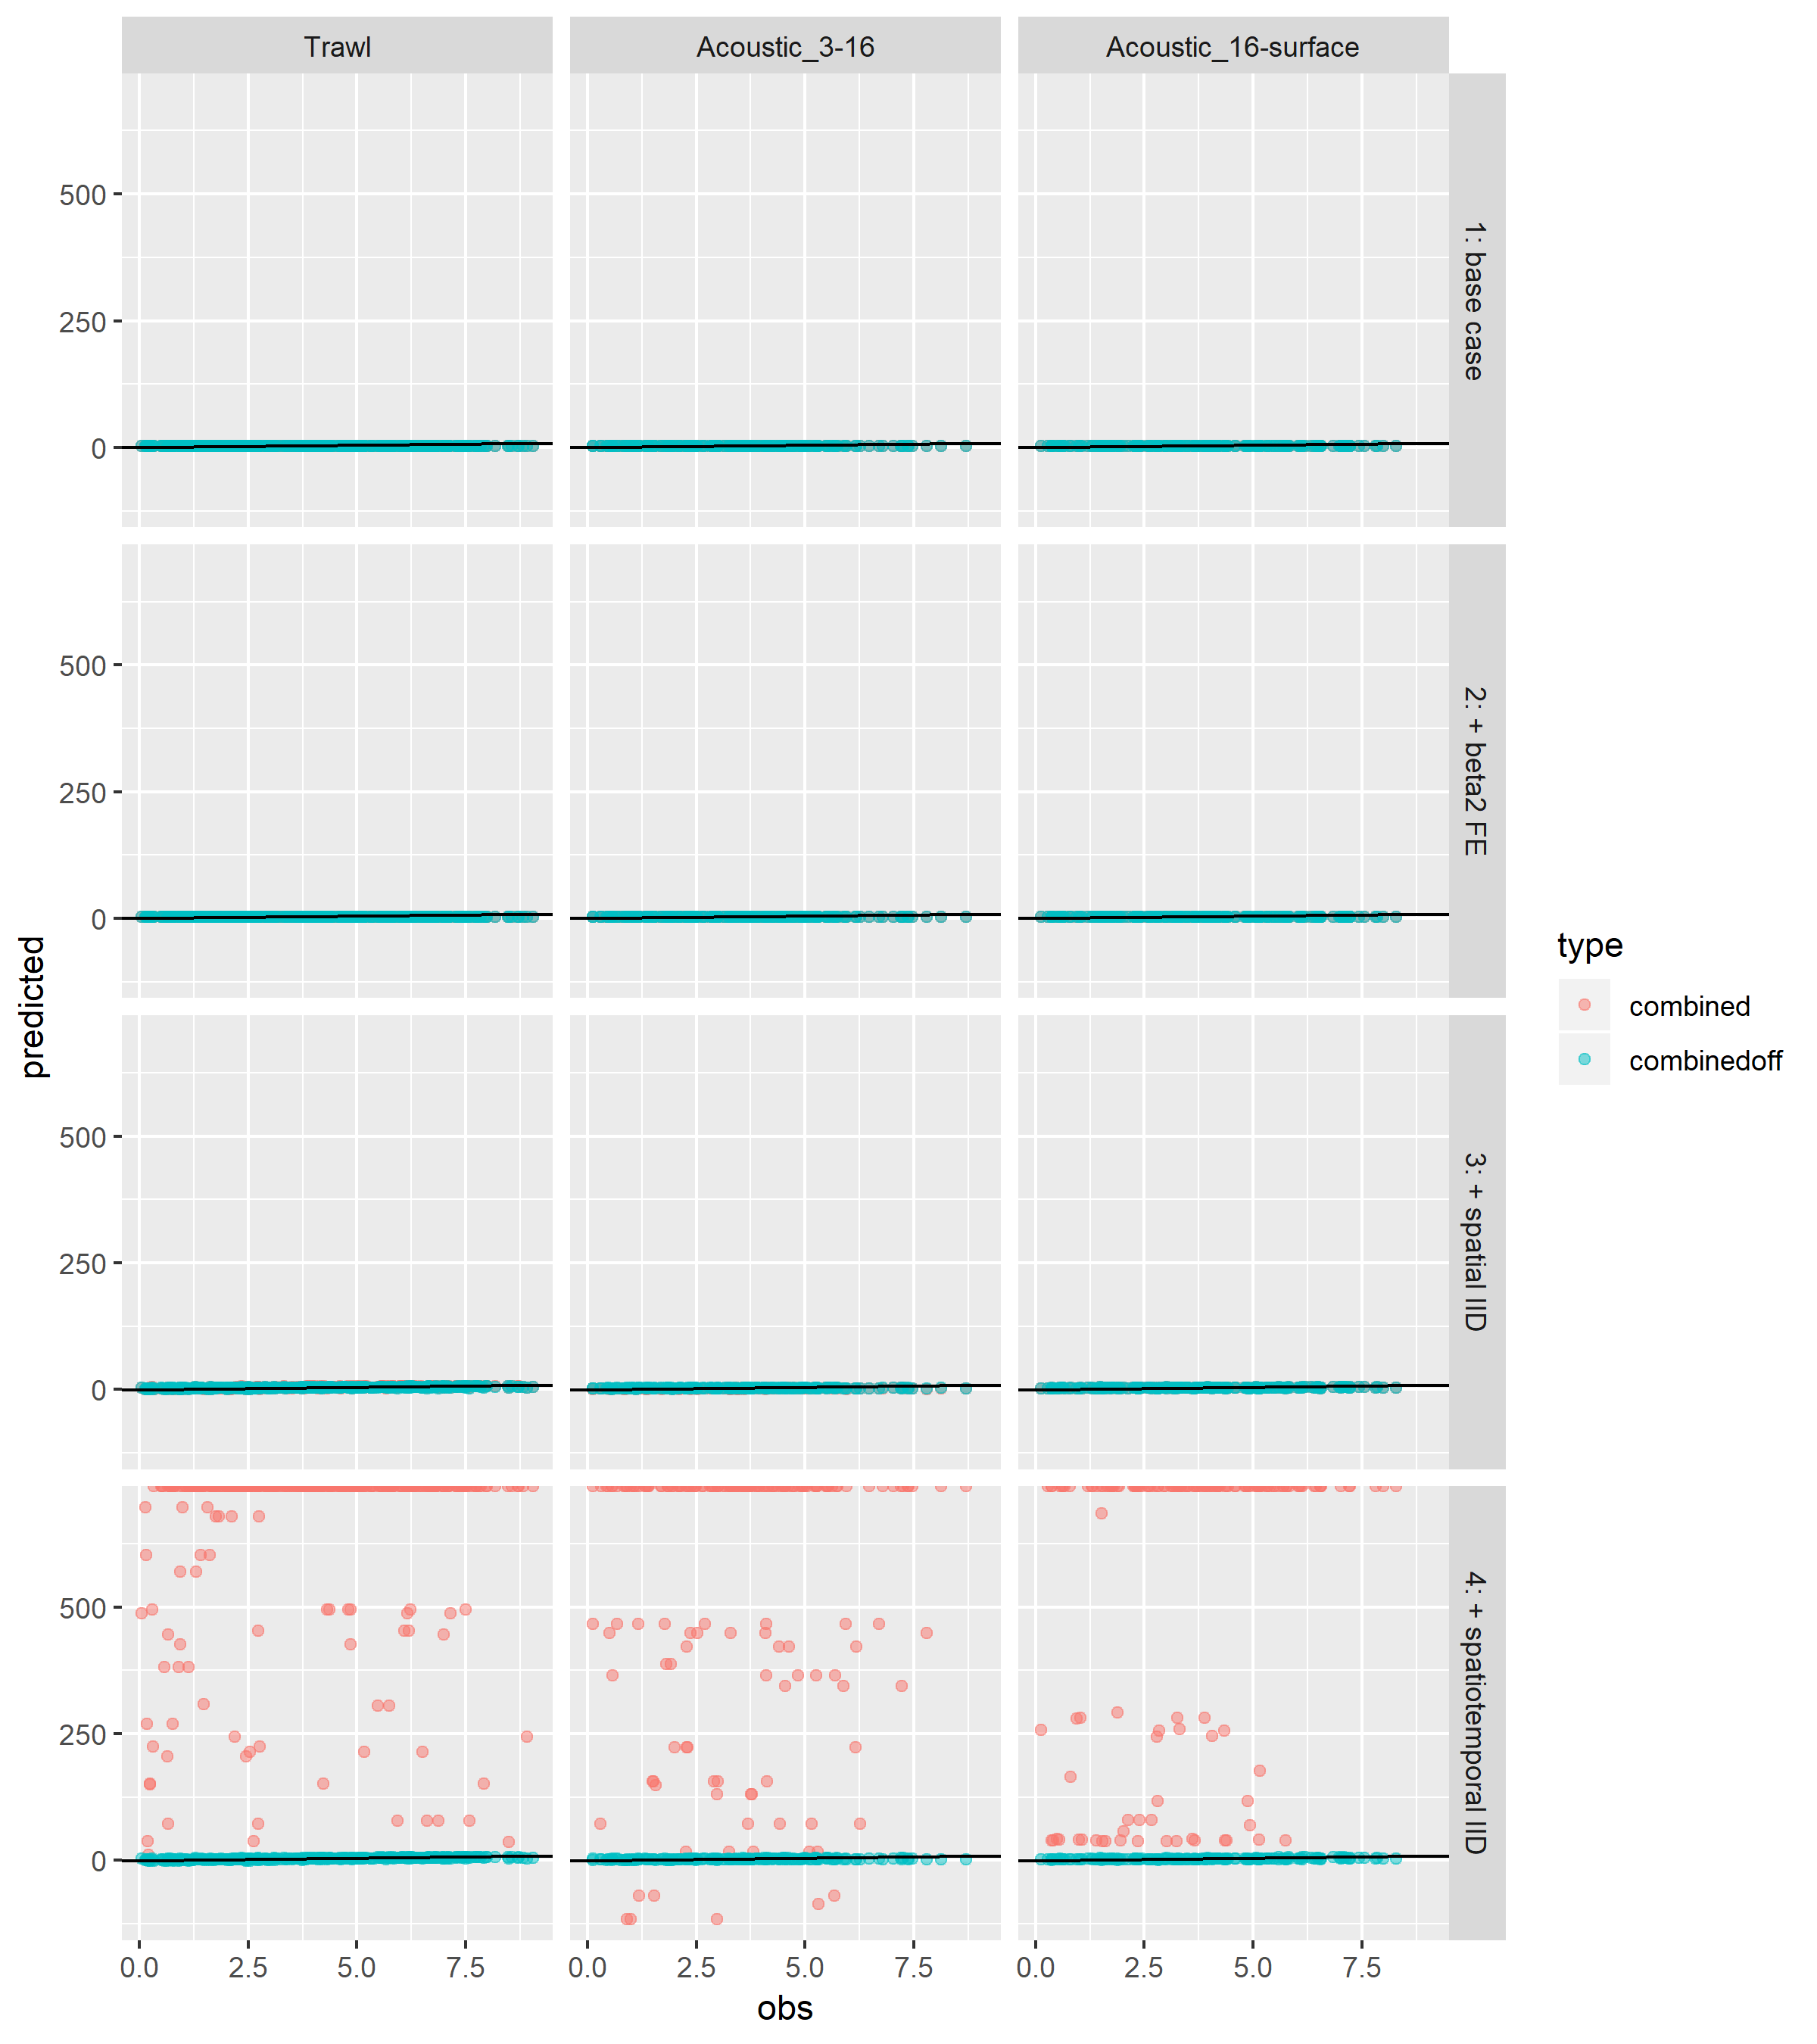 Trawl
Acoustic_3-16
Acoustic_16-surface
500
250
0
1: base case
500
250
0
2: + beta2 FE
500
250
0
3: + spatial IID
500
250
0
4: + spatiotemporal IID
0.0
2.5
5.0
7.5
0.0
2.5
5.0
7.5
0.0
2.5
5.0
7.5
obs
predicted
type
combined
combinedoff